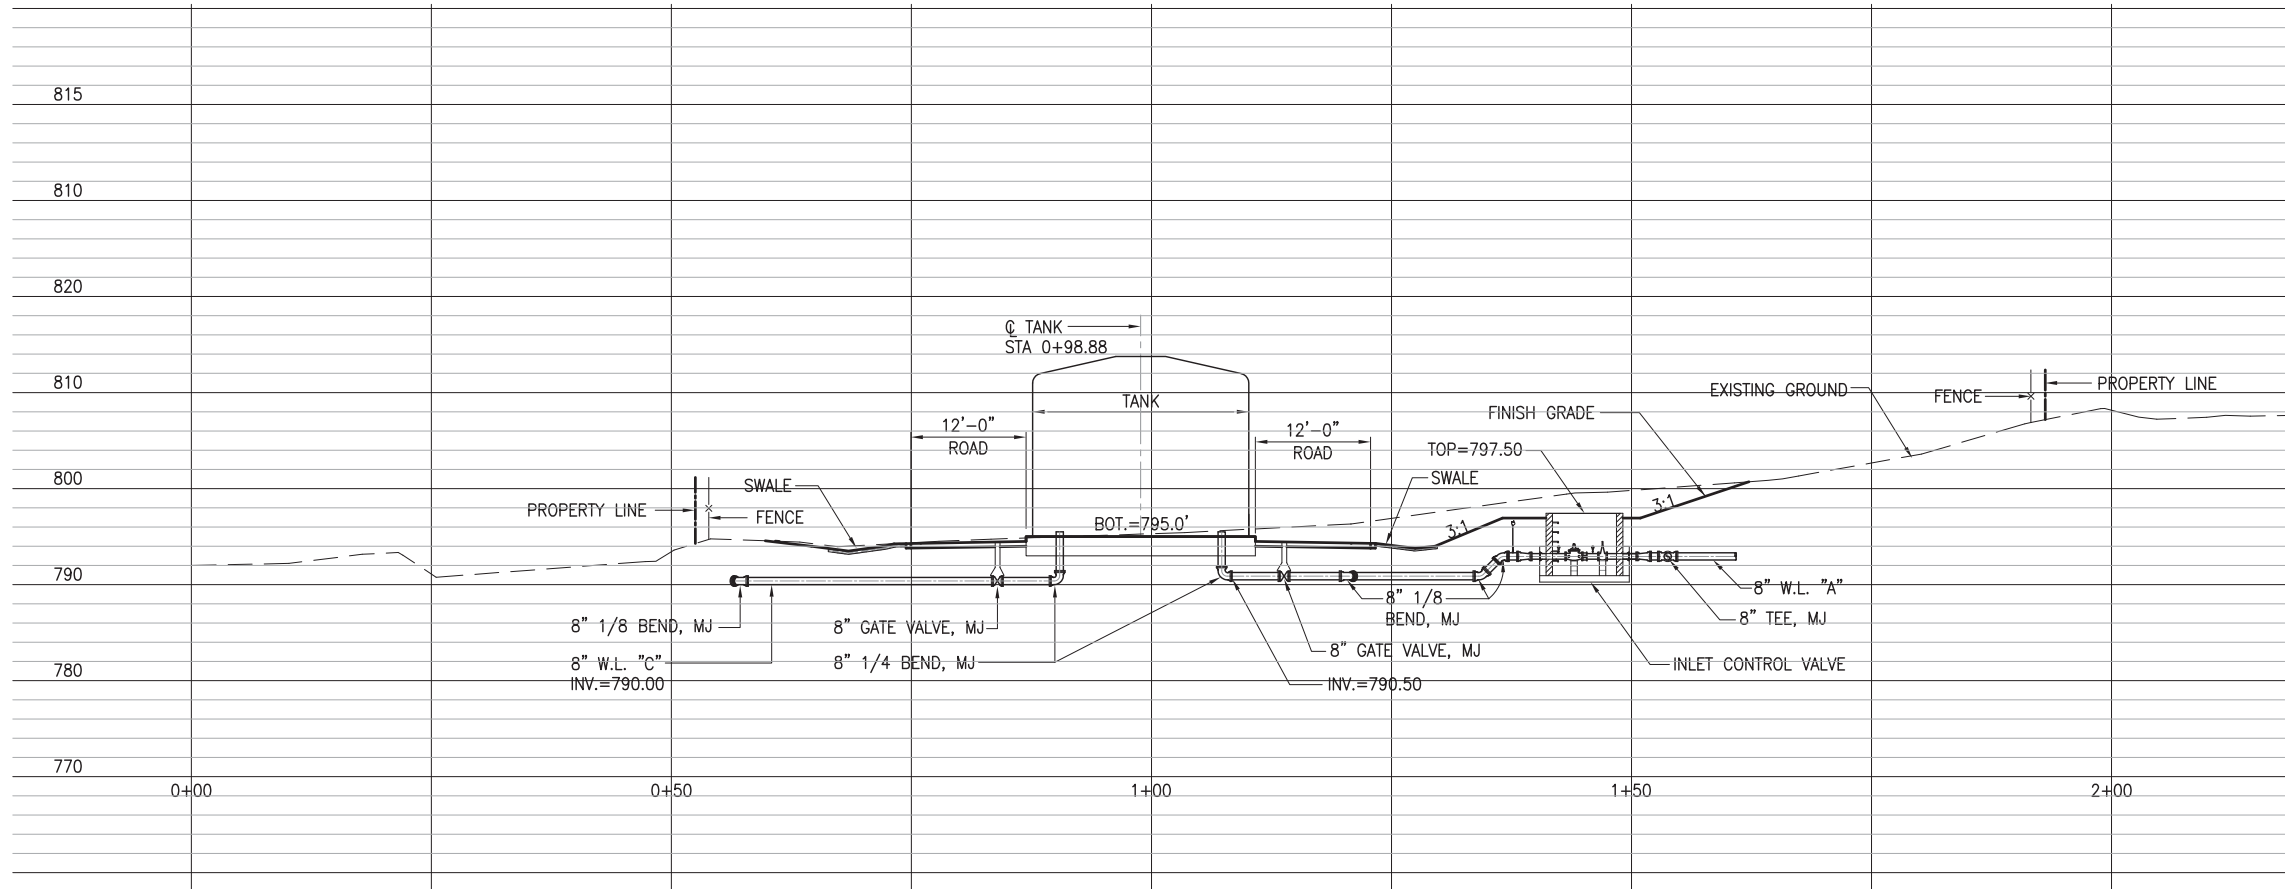 815
810
820
℄ TANK
STA 0+98.88
810
TANK
EXISTING GROUND
FENCE
PROPERTY LINE
FINISH GRADE
12'-0"
ROAD
12'-0"
ROAD
TOP=797.50
800
SWALE
SWALE
PROPERTY LINE
FENCE
BOT.=795.0'
3:1
3:1
790
8" 1/8 BEND, MJ
8" GATE VALVE, MJ
8" 1/8
BEND, MJ
8" W.L. "A"
8" TEE, MJ
8" W.L. "C"
INV.=790.00
8" 1/4 BEND, MJ
8" GATE VALVE, MJ
INLET CONTROL VALVE
780
INV.=790.50
770
0+00
0+50
1+00
1+50
2+00